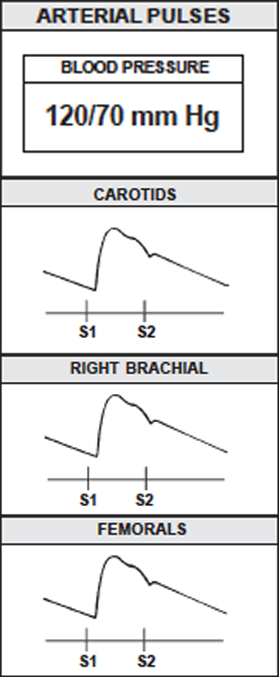 ARTERIAL PULSES
BLOOD PRESSURE
120/70 mm Hg
CAROTIDS
S1 S2
RIGHT BRACHIAL
S1 S2
FEMORALS
S1 S2